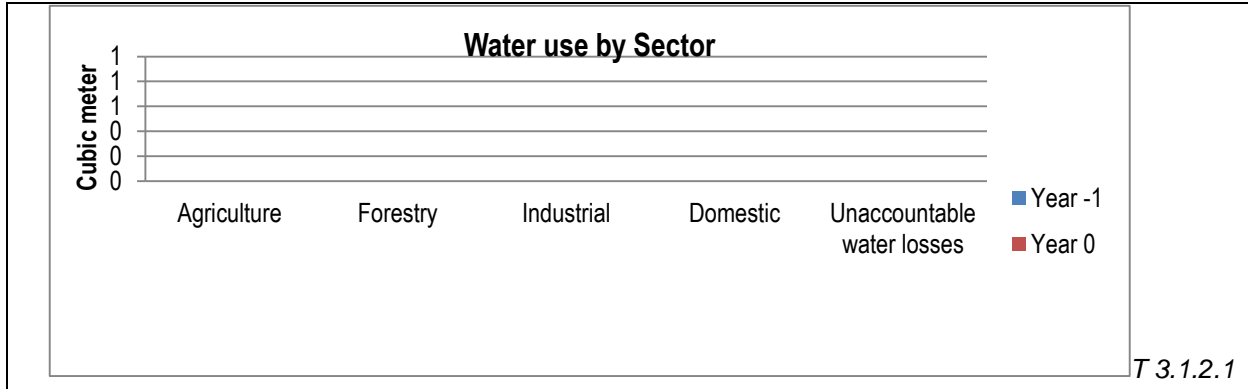 Water use by Sector
Cubic meter
1
1
1
0
0
0
Agriculture Forestry Industrial Domestic Unaccountable
water losses
Year -1
Year 0
T 3.1.2.1